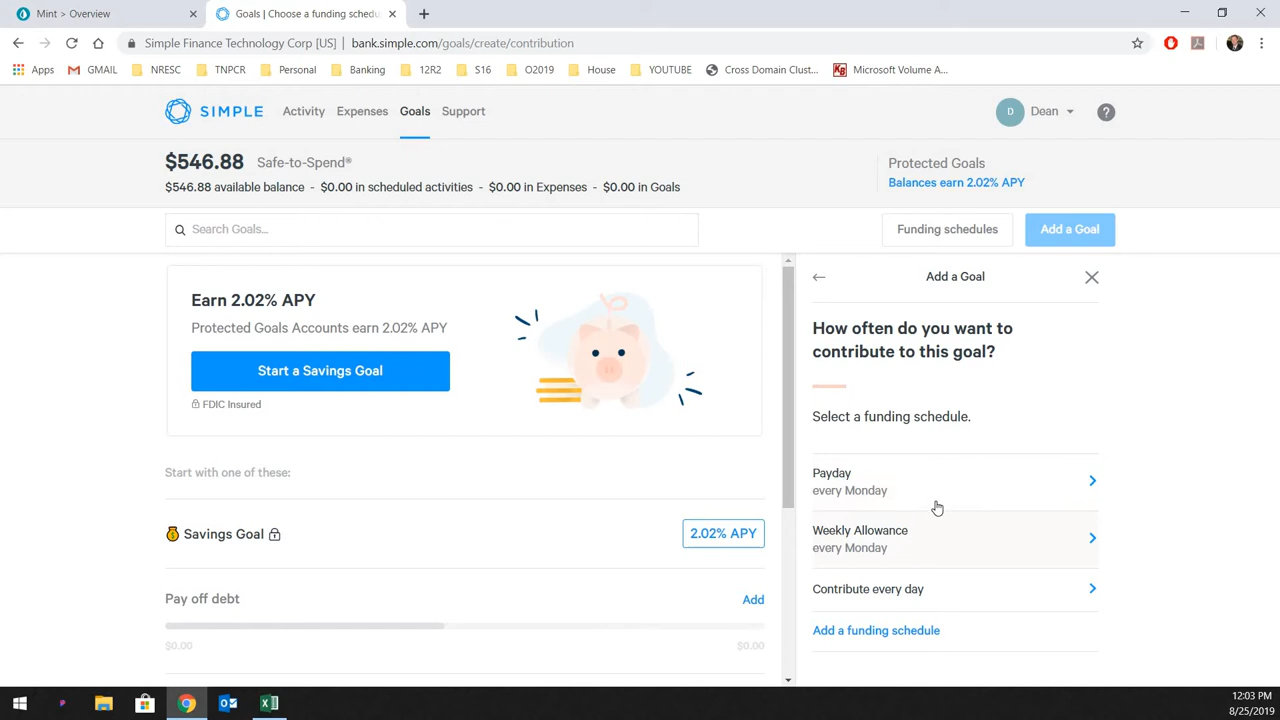 Mint > Overview
Goals | Choose a funding schedu
Simple Finance Technology Corp [US] | bank.simple.com/goals/create/contribution
Apps GMAIL NRESC TNPCR Personal Banking 12R2 S16 O2019 House YOUTUBE Cross Domain Clust... KB Microsoft Volume A...
SIMPLE Activity Expenses Goals Support D Dean ?
$546.88 Safe-to-Spend®
$546.88 available balance - $0.00 in scheduled activities - $0.00 in Expenses - $0.00 in Goals
Protected Goals
Balances earn 2.02% APY
Search Goals...
Funding schedules
Add a Goal
Earn 2.02% APY
Protected Goals Accounts earn 2.02% APY
Start a Savings Goal
FDIC Insured
Start with one of these:
Savings Goal 2.02% APY
Pay off debt Add
$0.00 $0.00
Add a Goal
How often do you want to
contribute to this goal?
Select a funding schedule.
Payday
every Monday
Weekly Allowance
every Monday
Contribute every day
Add a funding schedule
12:03 PM
8/25/2019